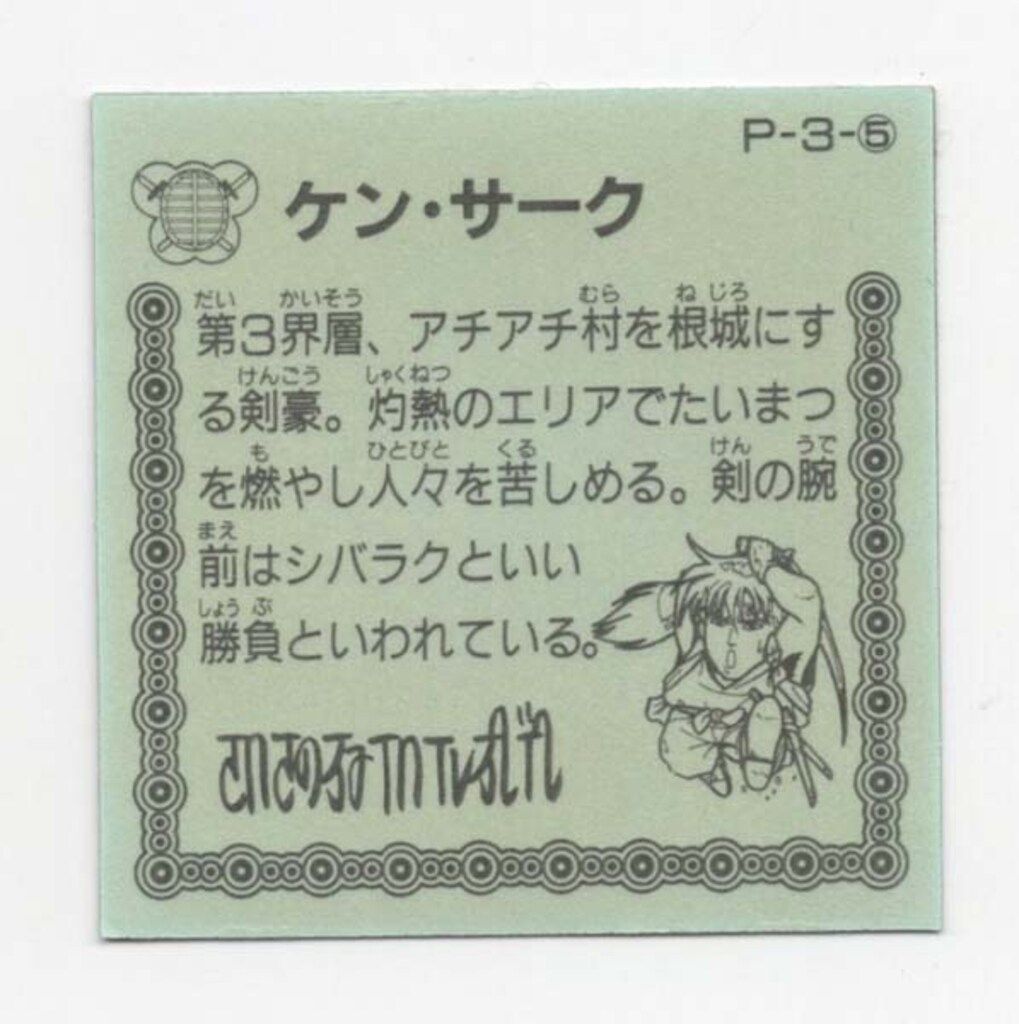 P-3-⑤
ケン・サーク
第3界層、アチアチ村を根城にす
る剣豪。灼熱のエリアでたいまつ
を燃やし人々を苦しめる。剣の腕
前はシバラクといい
勝負といわれている。